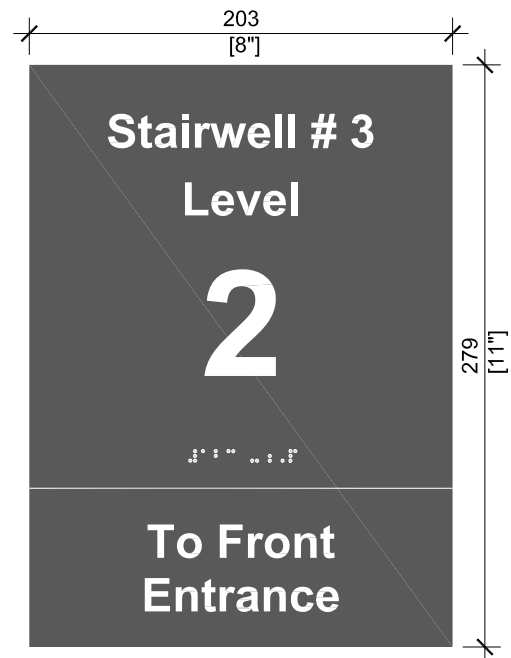 203
[8"]
Stairwell # 3
Level
2
279
[11"]
To Front
Entrance